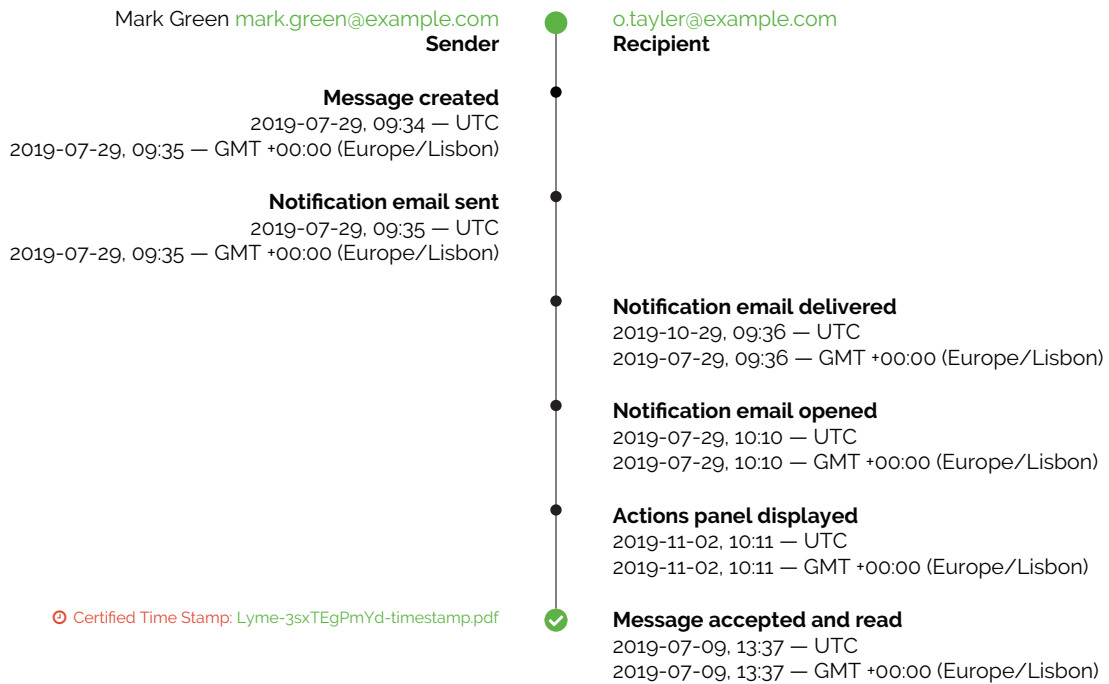 Mark Green mark.green@example.com
Sender
o.tayler@example.com
Recipient
Message created
2019-07-29, 09:34 — UTC
2019-07-29, 09:35 — GMT +00:00 (Europe/Lisbon)
Notification email sent
2019-07-29, 09:35 — UTC
2019-07-29, 09:35 — GMT +00:00 (Europe/Lisbon)
Notification email delivered
2019-10-29, 09:36 — UTC
2019-07-29, 09:36 — GMT +00:00 (Europe/Lisbon)
Notification email opened
2019-07-29, 10:10 — UTC
2019-07-29, 10:10 — GMT +00:00 (Europe/Lisbon)
Actions panel displayed
2019-11-02, 10:11 — UTC
2019-11-02, 10:11 — GMT +00:00 (Europe/Lisbon)
Certified Time Stamp: Lyme-3sxTEgPmYd-timestamp.pdf
Message accepted and read
2019-07-09, 13:37 — UTC
2019-07-09, 13:37 — GMT +00:00 (Europe/Lisbon)